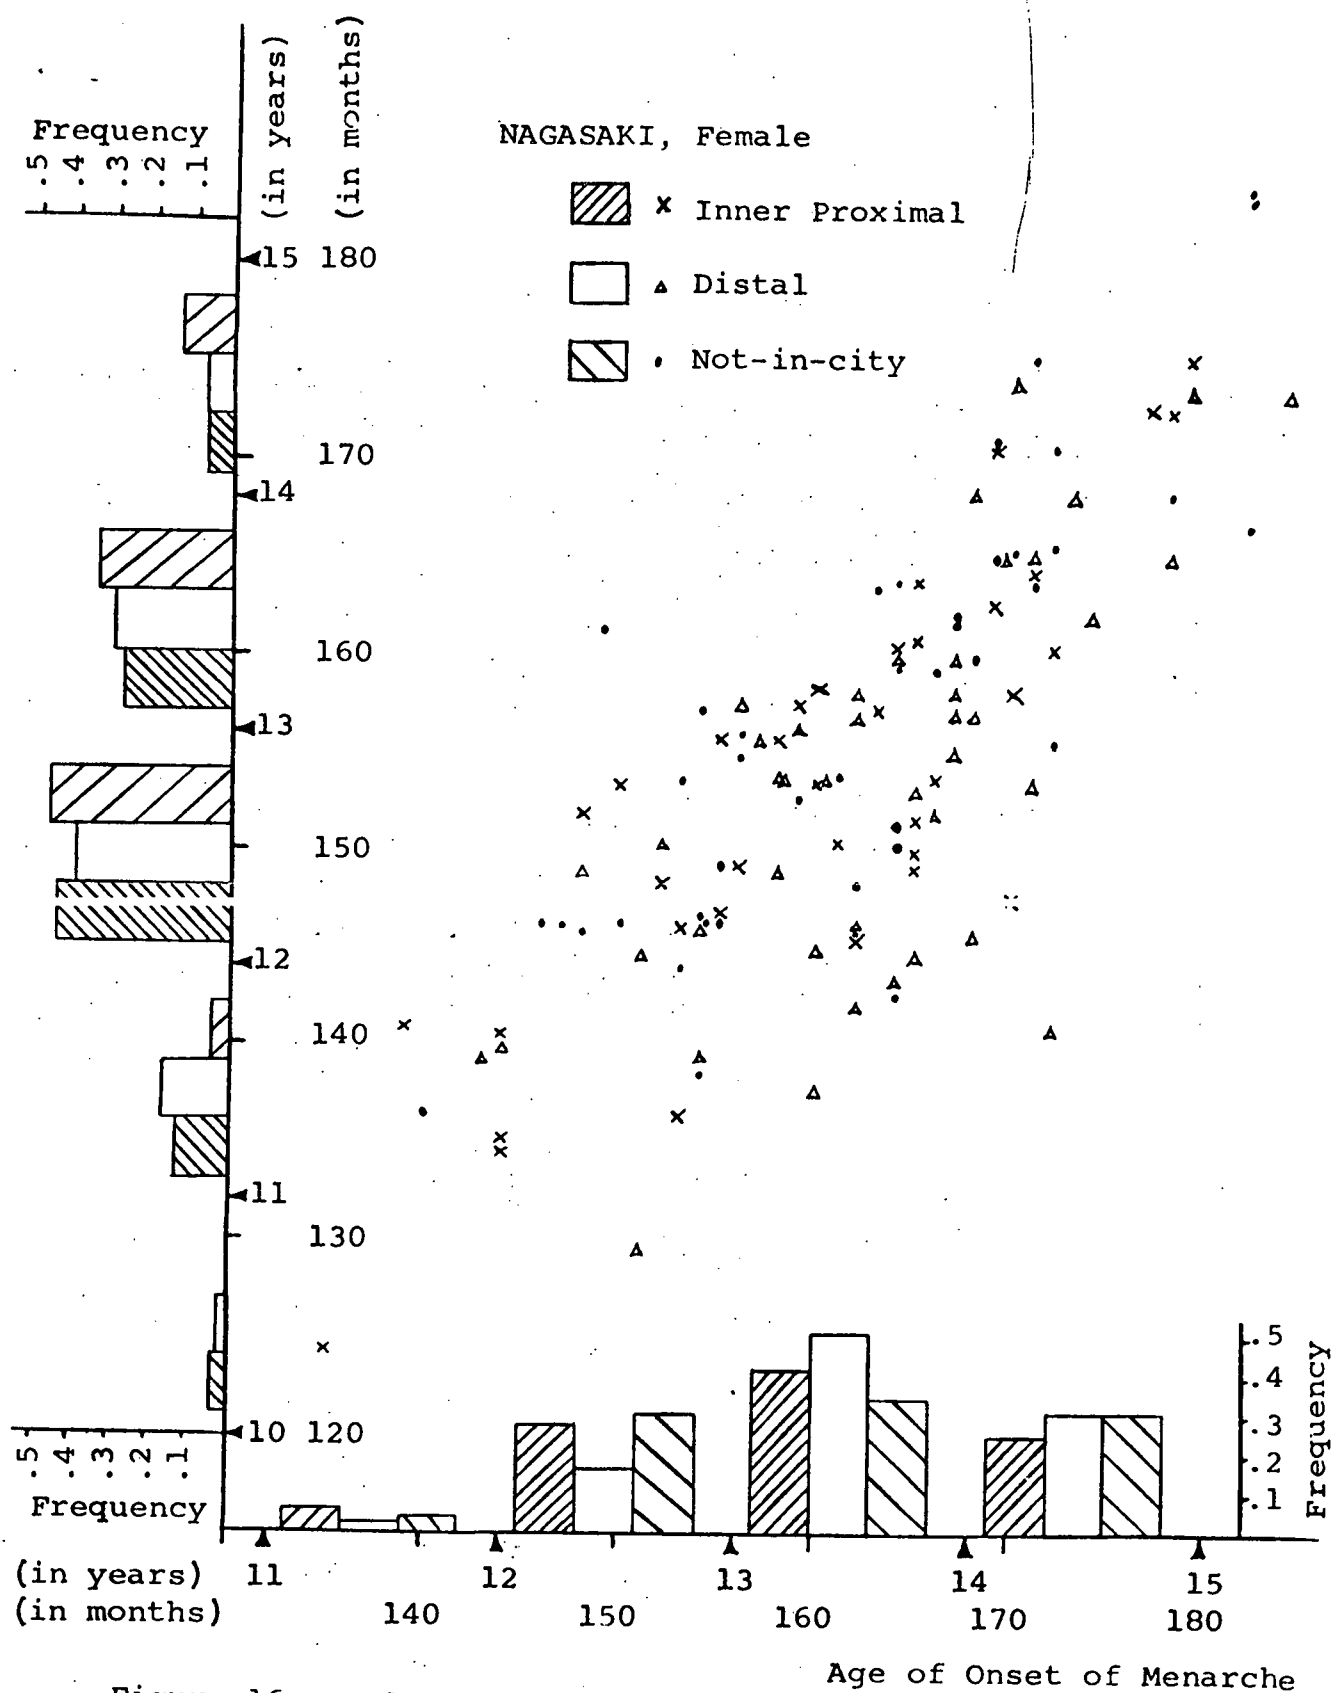 Frequency
.5 .4 .3 .2 .1
(in years)
(in months)
NAGASAKI, Female
x Inner Proximal
Distal
Not-in-city
15 180
170
14
160
13
150
12
140
11
130
10 120
.5 .4 .3 .2 .1
Frequency
.5
.4
.3
.2
.1
Frequency
(in years) 11 12 13 14 15
(in months) 140 150 160 170 180
Age of Onset of Menarche